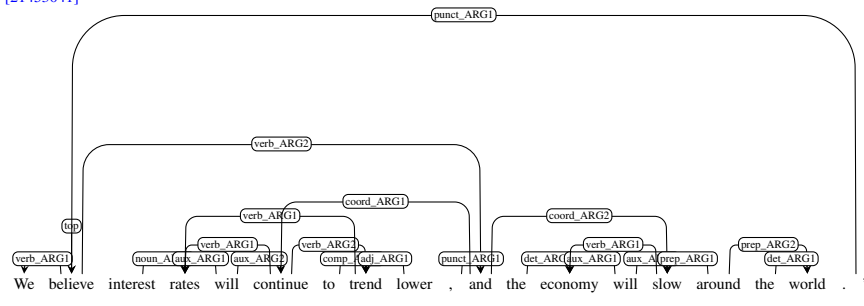 punct_ARG1
verb_ARG2
coord_ARG1
verb_ARG1 coord_ARG2
top
verb_ARG1 verb_ARG2 verb_ARG1 prep_ARG2
verb_ARG1 noun_A aux_ARG1 aux_ARG2 comp_ adj_ARG1 punct_ARG1 det_ARG aux_ARG1 aux_A prep_ARG1 det_ARG1
We believe interest rates will continue to trend lower , and the economy will slow around the world .